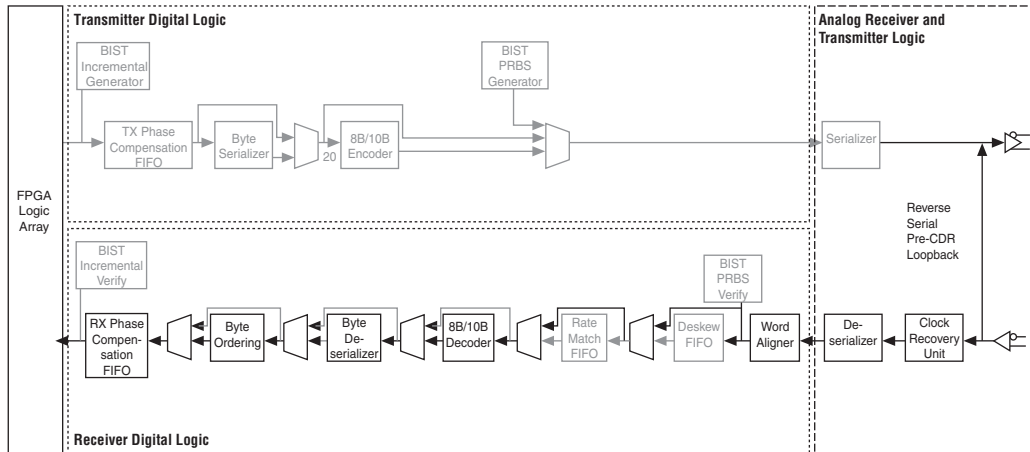 Transmitter Digital Logic
Analog Receiver and
Transmitter Logic
BIST
Incremental
Generator
BIST
PRBS
Generator
TX Phase
Compensation
FIFO
Byte
Serializer
20
8B/10B
Encoder
Serializer
FPGA
Logic
Array
Reverse
Serial
Pre-CDR
Loopback
BIST
Incremental
Verify
BIST
PRBS
Verify
RX Phase
Compen-
sation
FIFO
Byte
Ordering
Byte
De-
serializer
8B/10B
Decoder
Rate
Match
FIFO
Deskew
FIFO
Word
Aligner
De-
serializer
Clock
Recovery
Unit
Receiver Digital Logic